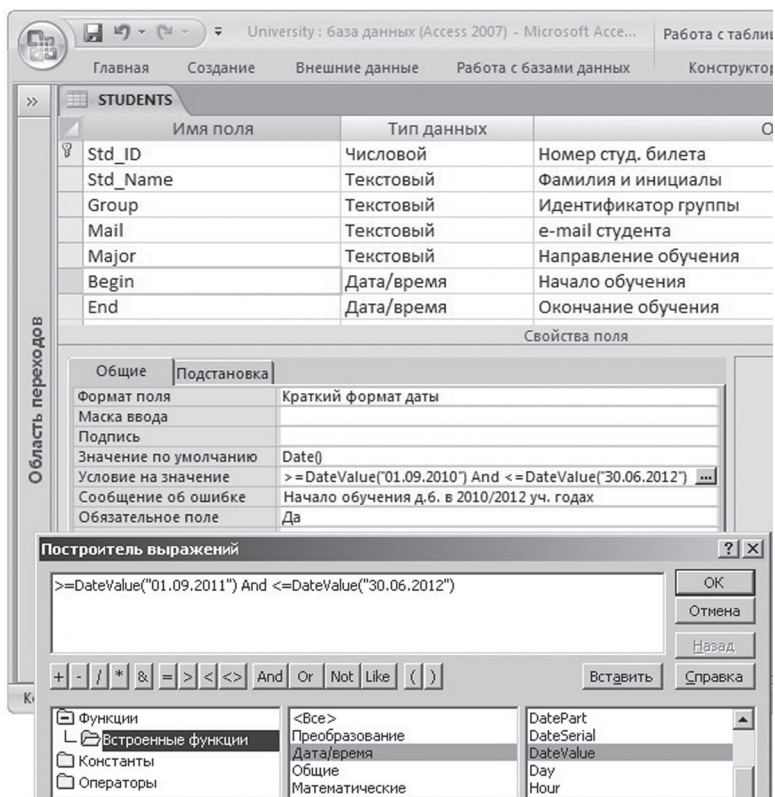 University : база данных (Access 2007) - Microsoft Acce... Работа с таблиц
Главная Создание Внешние данные Работа с базами данных Конструктор
» STUDENTS
Имя поля Тип данных О
Std_ID Числовой Номер студ. билета
Std_Name Текстовый Фамилия и инициалы
Group Текстовый Идентификатор группы
Mail Текстовый e-mail студента
Major Текстовый Направление обучения
Begin Дата/время Начало обучения
End Дата/время Окончание обучения
Свойства поля
Область переходов
Общие Подстановка
Формат поля Краткий формат даты
Маска ввода
Подпись
Значение по умолчанию Date()
Условие на значение >=DateValue("01.09.2010") And <=DateValue("30.06.2012") ...
Сообщение об ошибке Начало обучения д.б. в 2010/2012 уч. годах
Обязательное поле Да
Построитель выражений ? ×
>=DateValue("01.09.2011") And <=DateValue("30.06.2012")
ОК
Отмена
Назад
+ - / * & = > < <> And Or Not Like ( ) Вставить Справка
Функции <Все> DatePart
Встроенные функции Преобразование DateSerial
Константы Дата/время DateValue
Операторы Общие Day
Математические Hour